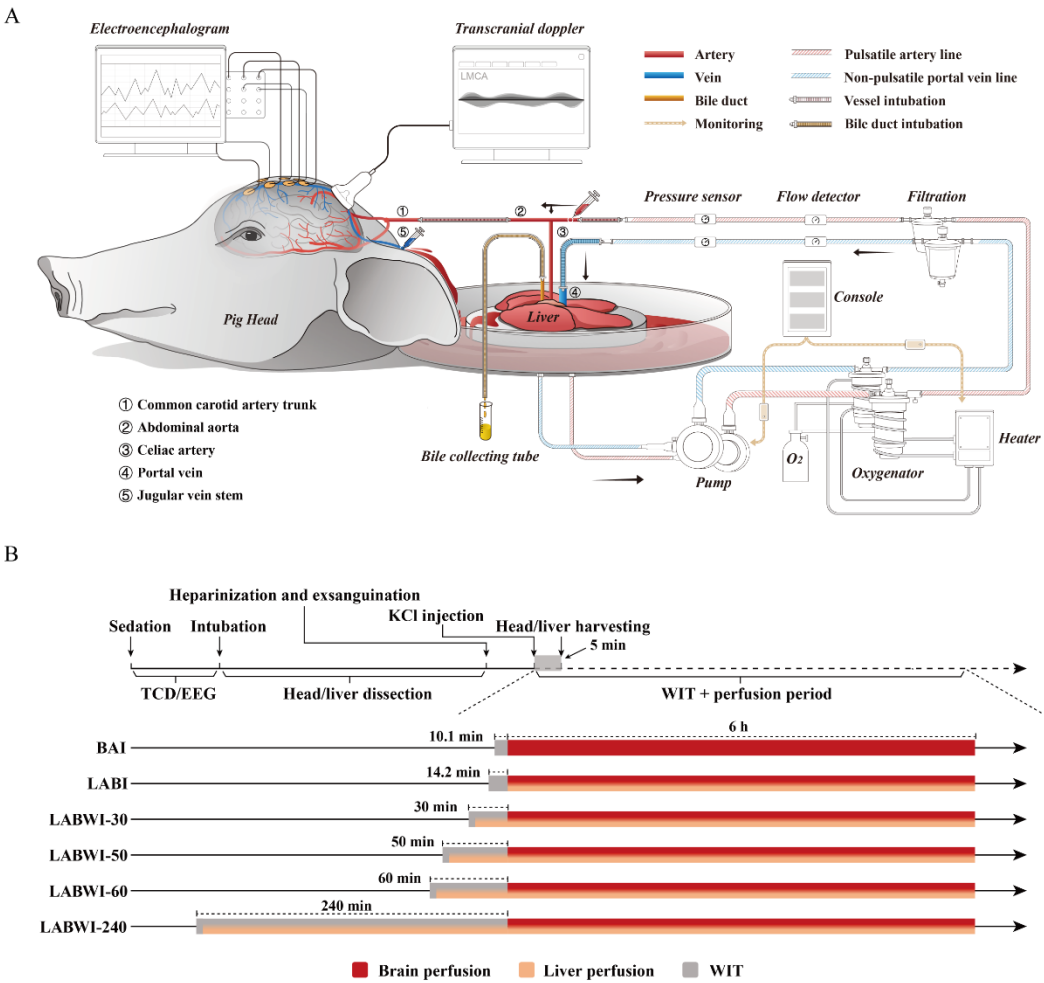 A
Electroencephalogram
Transcranial doppler
LMCA
Artery
Vein
Bile duct
Monitoring
Pulsatile artery line
Non-pulsatile portal vein line
Vessel intubation
Bile duct intubation
① ②
③
⑤
④
Pressure sensor
Flow detector
Filtration
Console
Pig Head
Liver
Bile collecting tube
Pump
O2
Oxygenator
Heater
① Common carotid artery trunk
② Abdominal aorta
③ Celiac artery
④ Portal vein
⑤ Jugular vein stem
B
Heparinization and exsanguination
KCl injection
Sedation
Intubation
Head/liver harvesting
5 min
TCD/EEG
Head/liver dissection
WIT + perfusion period
BAI 10.1 min 6 h
LABI 14.2 min
LABWI-30 30 min
LABWI-50 50 min
LABWI-60 60 min
LABWI-240 240 min
Brain perfusion Liver perfusion WIT